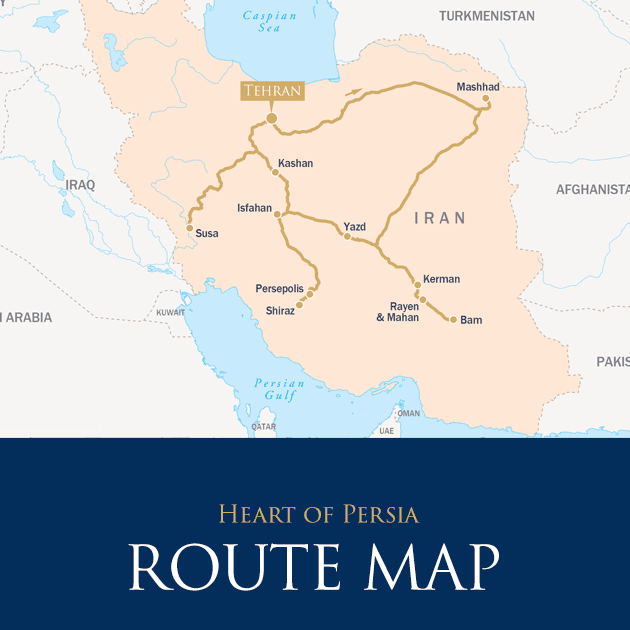 Y
Caspian
Sea
TURKMENISTAN
TEHRAN
Mashhad
Kashan
IRAQ
AFGHANISTA
Isfahan
IRAN
Yazd
Susa
Kerman
Persepolis
Rayen
& Mahan
Shiraz
KUWAIT
I ARABIA
Bam
PAKIS
Persian
Gulf
OMAN
QATAR
UAE
HEART OF PERSIA
ROUTE MAP